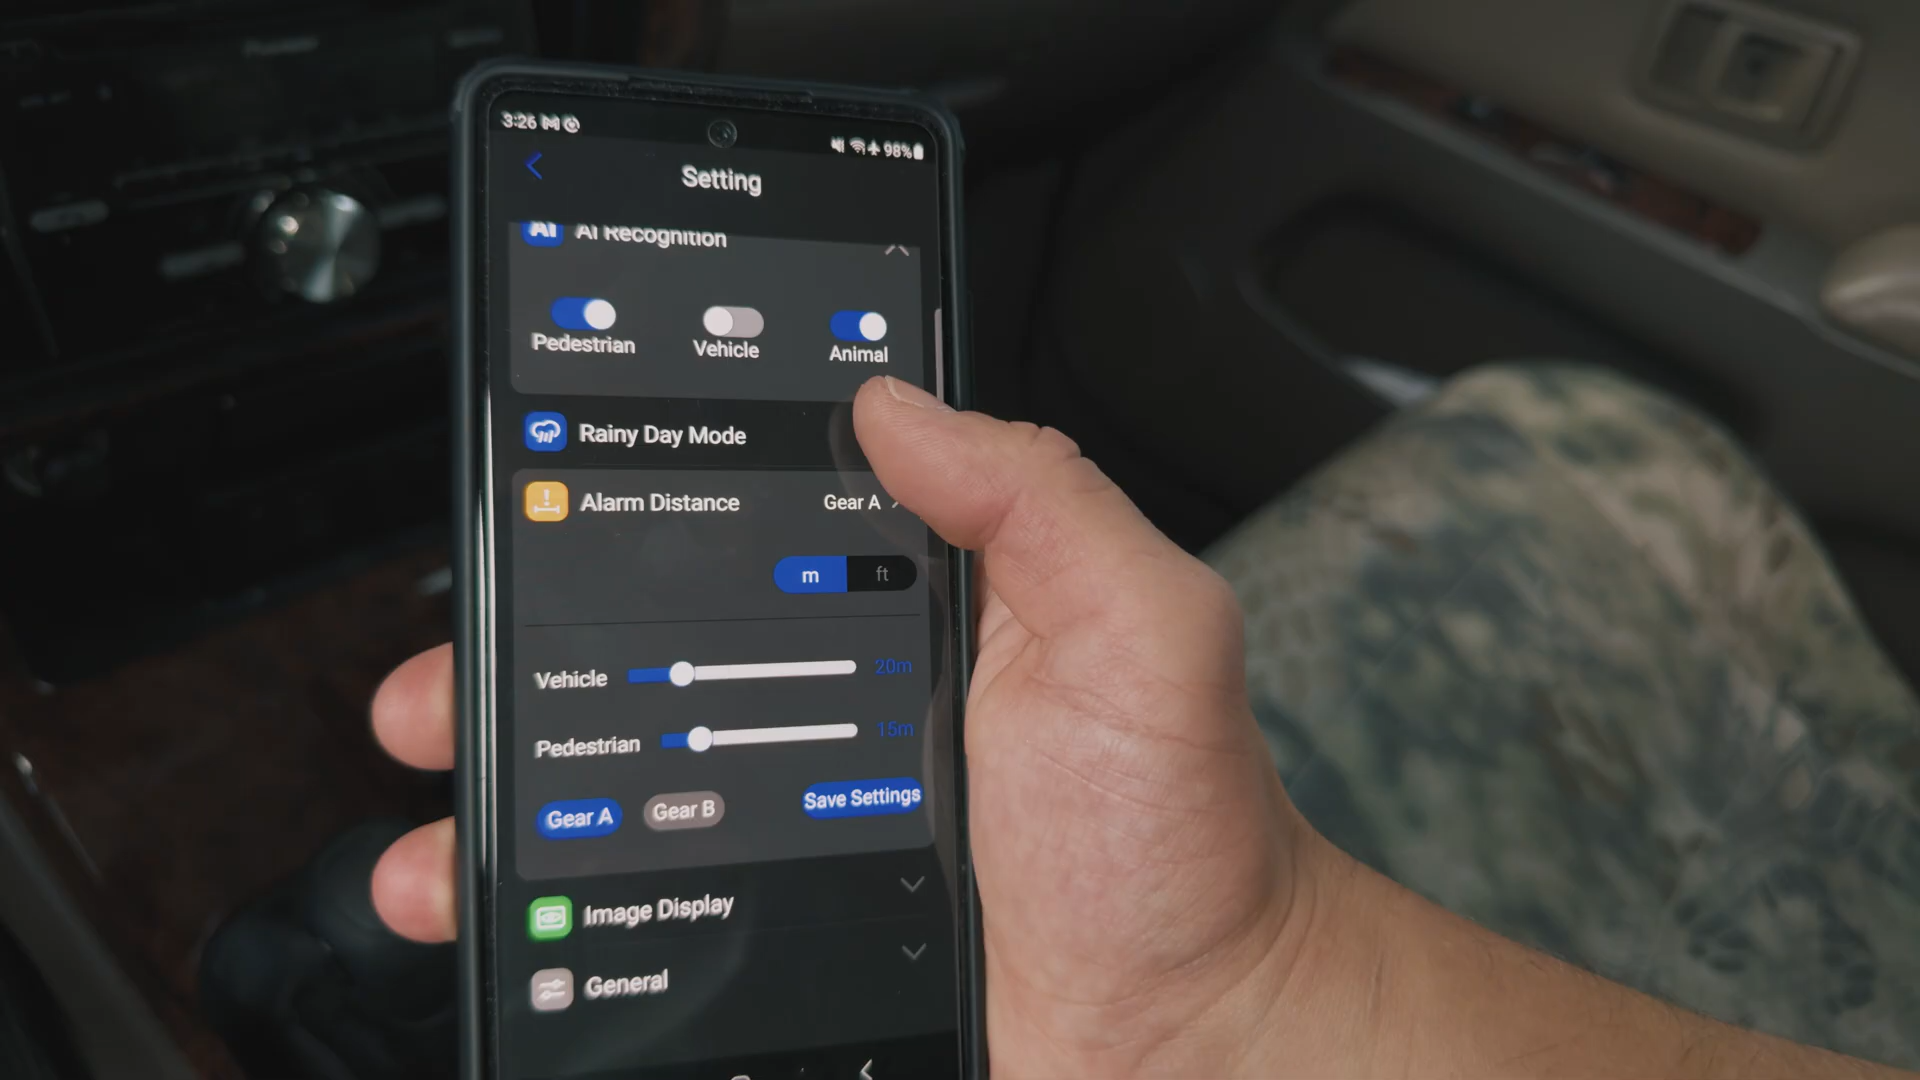 3:26
98%
Setting
AI AI Recognition
Pedestrian Vehicle Animal
Rainy Day Mode
Alarm Distance Gear A
m ft
Vehicle 20m
Pedestrian 15m
Gear A Gear B Save Settings
Image Display
General